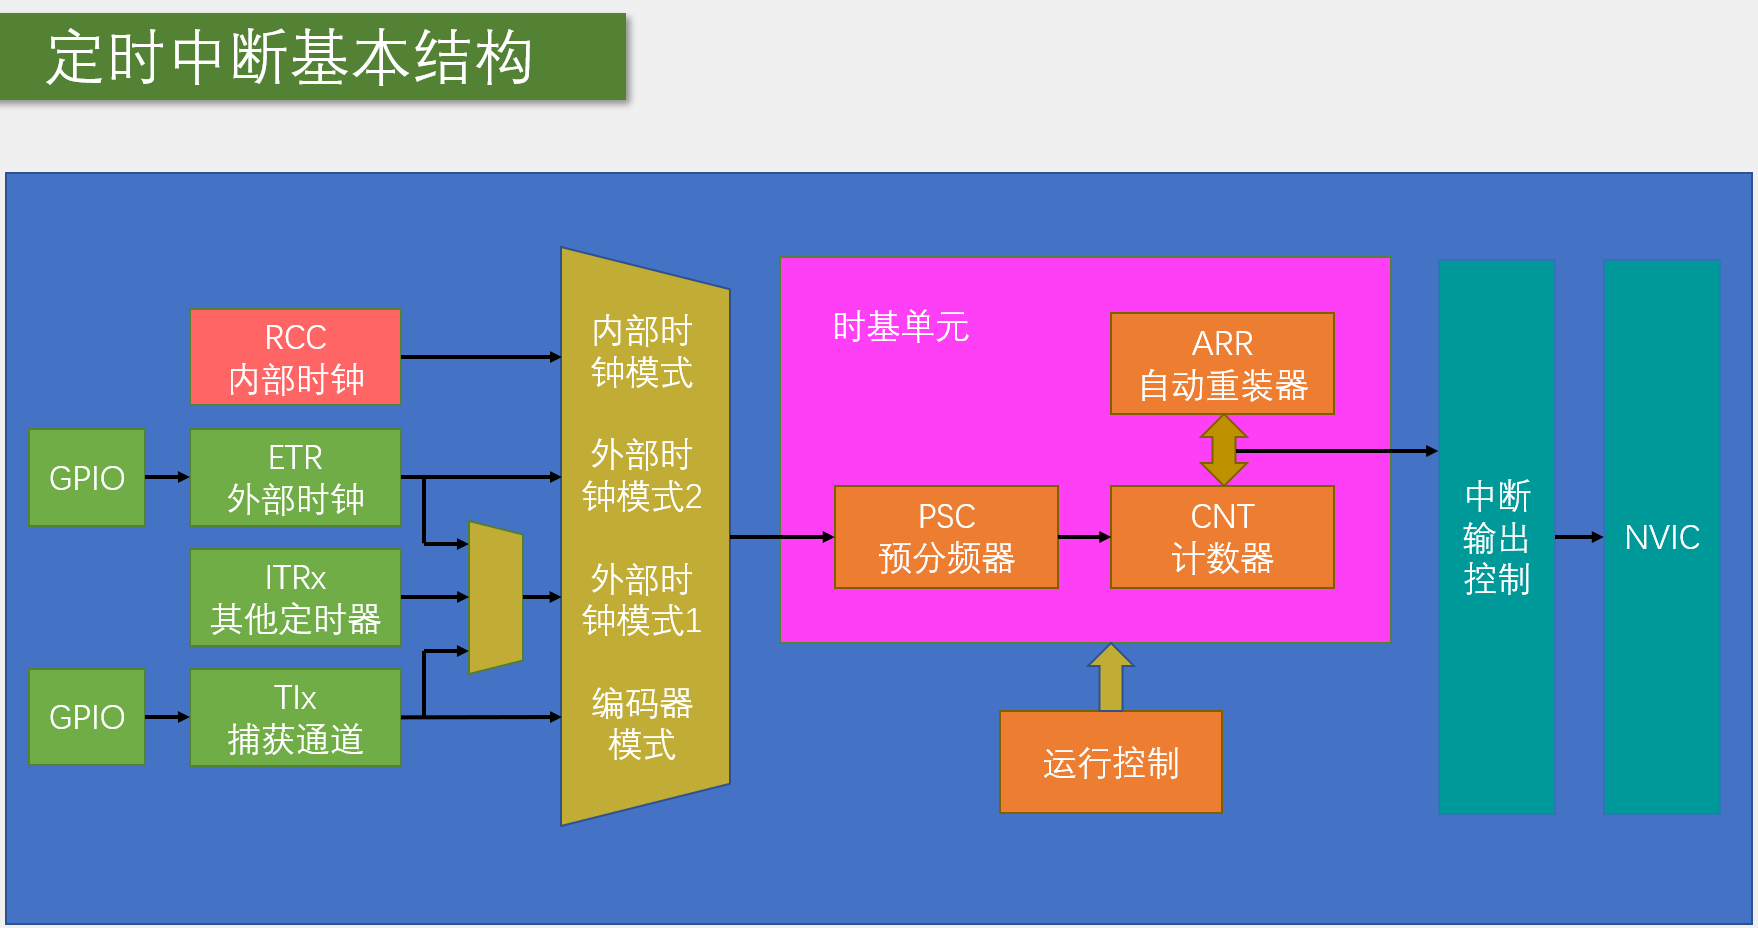 定时中断基本结构
RCC
内部时钟
GPIO
ETR
外部时钟
ITRx
其他定时器
GPIO
TIx
捕获通道
内部时
钟模式
外部时
钟模式2
外部时
钟模式1
编码器
模式
时基单元
ARR
自动重装器
PSC
预分频器
CNT
计数器
运行控制
中断
输出
控制
NVIC